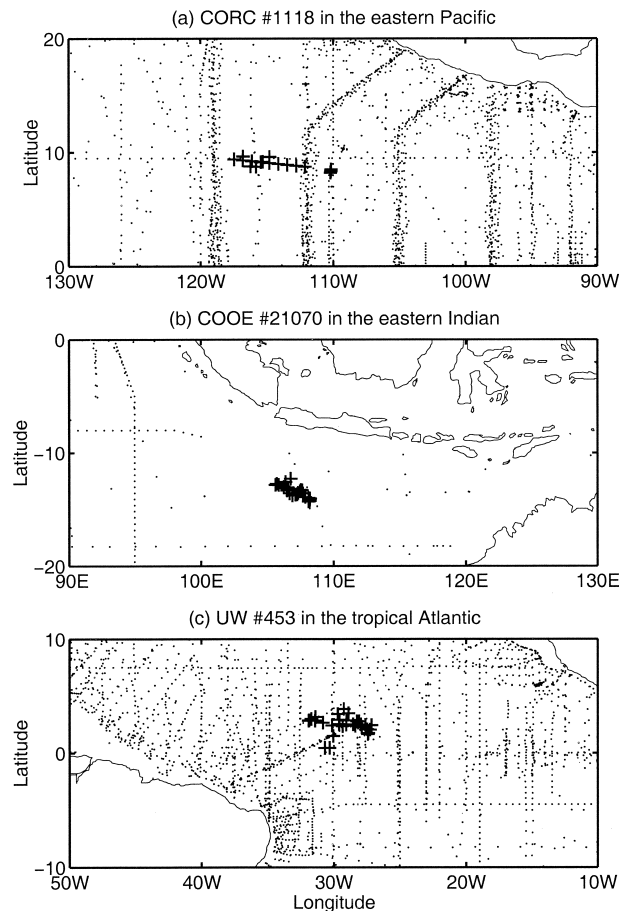 (a) CORC #1118 in the eastern Pacific
20
10
0
Latitude
130W 120W 110W 100W 90W
(b) COOE #21070 in the eastern Indian
0
−10
−20
Latitude
90E 100E 110E 120E 130E
(c) UW #453 in the tropical Atlantic
10
0
−10
Latitude
50W 40W 30W 20W 10W
Longitude